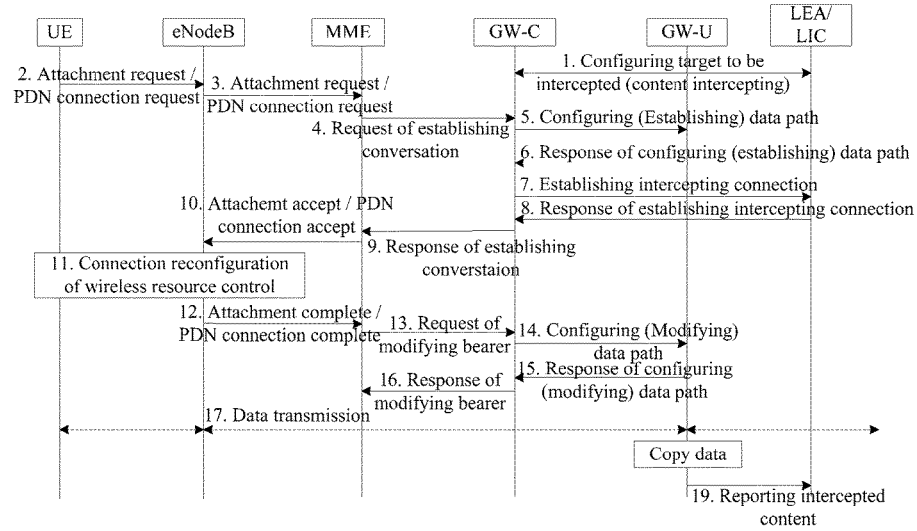 UE
eNodeB
MME
GW-C
GW-U
LEA/
LIC
1. Configuring target to be
intercepted (content intercepting)
2. Attachment request /
PDN connection request
3. Attachment request /
PDN connection request
4. Request of establishing
conversation
5. Configuring (Establishing) data path
6. Response of configuring (establishing) data path
7. Establishing intercepting connection
8. Response of establishing intercepting connection
9. Response of establishing
converstaion
10. Attachemt accept / PDN
connection accept
11. Connection reconfiguration
of wireless resource control
12. Attachment complete /
PDN connection complete
13. Request of
modifying bearer
14. Configuring (Modifying)
data path
15. Response of configuring
(modifying) data path
16. Response of
modifying bearer
17. Data transmission
Copy data
19. Reporting intercepted
content